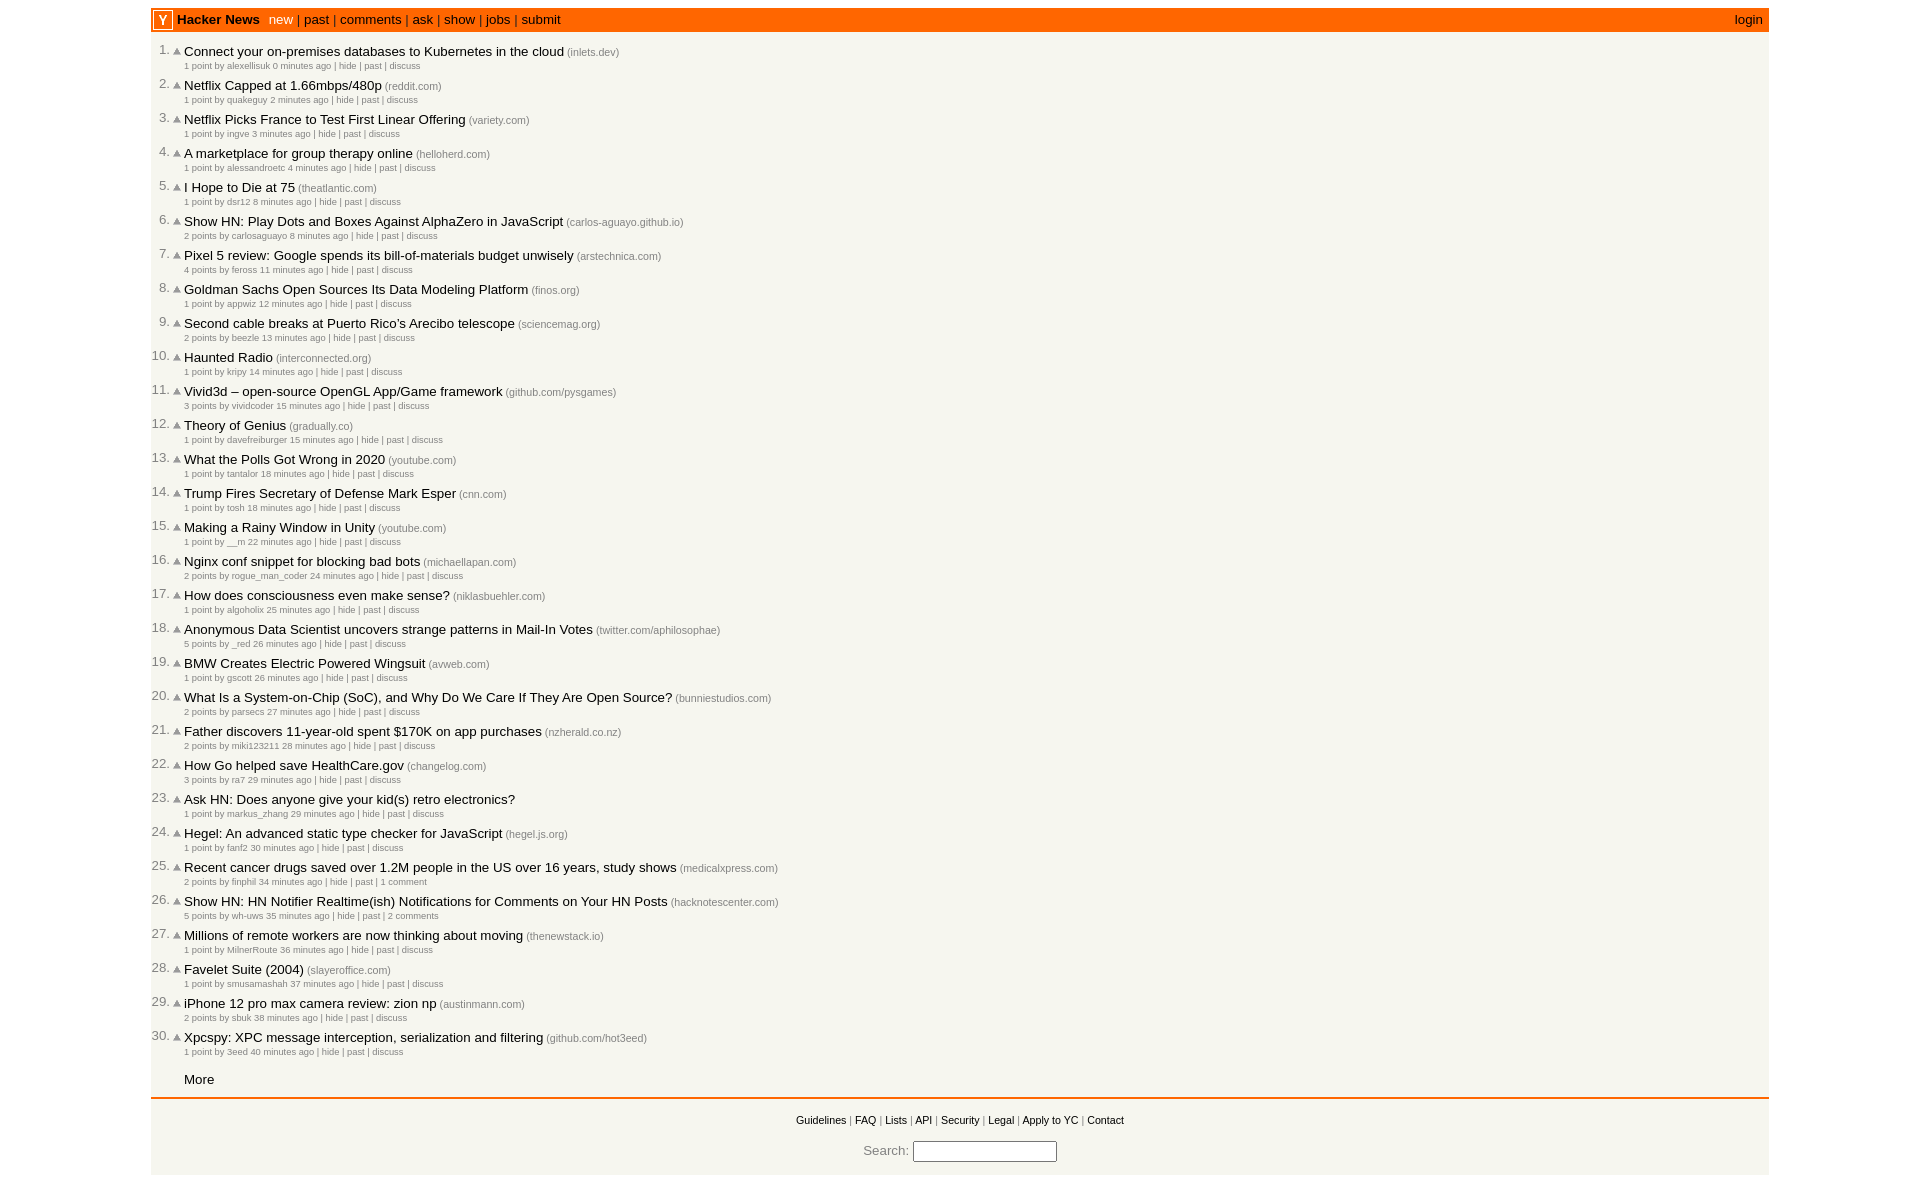 Y Hacker News new | past | comments | ask | show | jobs | submit login
1. Connect your on-premises databases to Kubernetes in the cloud (inlets.dev)
1 point by alexellisuk 0 minutes ago | hide | past | discuss
2. Netflix Capped at 1.66mbps/480p (reddit.com)
1 point by quakeguy 2 minutes ago | hide | past | discuss
3. Netflix Picks France to Test First Linear Offering (variety.com)
1 point by ingve 3 minutes ago | hide | past | discuss
4. A marketplace for group therapy online (helloherd.com)
1 point by alessandroetc 4 minutes ago | hide | past | discuss
5. I Hope to Die at 75 (theatlantic.com)
1 point by dsr12 8 minutes ago | hide | past | discuss
6. Show HN: Play Dots and Boxes Against AlphaZero in JavaScript (carlos-aguayo.github.io)
2 points by carlosaguayo 8 minutes ago | hide | past | discuss
7. Pixel 5 review: Google spends its bill-of-materials budget unwisely (arstechnica.com)
4 points by feross 11 minutes ago | hide | past | discuss
8. Goldman Sachs Open Sources Its Data Modeling Platform (finos.org)
1 point by appwiz 12 minutes ago | hide | past | discuss
9. Second cable breaks at Puerto Rico’s Arecibo telescope (sciencemag.org)
2 points by beezle 13 minutes ago | hide | past | discuss
10. Haunted Radio (interconnected.org)
1 point by kripy 14 minutes ago | hide | past | discuss
11. Vivid3d – open-source OpenGL App/Game framework (github.com/pysgames)
3 points by vividcoder 15 minutes ago | hide | past | discuss
12. Theory of Genius (gradually.co)
1 point by davefreiburger 15 minutes ago | hide | past | discuss
13. What the Polls Got Wrong in 2020 (youtube.com)
1 point by tantalor 18 minutes ago | hide | past | discuss
14. Trump Fires Secretary of Defense Mark Esper (cnn.com)
1 point by tosh 18 minutes ago | hide | past | discuss
15. Making a Rainy Window in Unity (youtube.com)
1 point by __m 22 minutes ago | hide | past | discuss
16. Nginx conf snippet for blocking bad bots (michaellapan.com)
2 points by rogue_man_coder 24 minutes ago | hide | past | discuss
17. How does consciousness even make sense? (niklasbuehler.com)
1 point by algoholix 25 minutes ago | hide | past | discuss
18. Anonymous Data Scientist uncovers strange patterns in Mail-In Votes (twitter.com/aphilosophae)
5 points by _red 26 minutes ago | hide | past | discuss
19. BMW Creates Electric Powered Wingsuit (avweb.com)
1 point by gscott 26 minutes ago | hide | past | discuss
20. What Is a System-on-Chip (SoC), and Why Do We Care If They Are Open Source? (bunniestudios.com)
2 points by parsecs 27 minutes ago | hide | past | discuss
21. Father discovers 11-year-old spent $170K on app purchases (nzherald.co.nz)
2 points by miki123211 28 minutes ago | hide | past | discuss
22. How Go helped save HealthCare.gov (changelog.com)
3 points by ra7 29 minutes ago | hide | past | discuss
23. Ask HN: Does anyone give your kid(s) retro electronics?
1 point by markus_zhang 29 minutes ago | hide | past | discuss
24. Hegel: An advanced static type checker for JavaScript (hegel.js.org)
1 point by fanf2 30 minutes ago | hide | past | discuss
25. Recent cancer drugs saved over 1.2M people in the US over 16 years, study shows (medicalxpress.com)
2 points by finphil 34 minutes ago | hide | past | 1 comment
26. Show HN: HN Notifier Realtime(ish) Notifications for Comments on Your HN Posts (hacknotescenter.com)
5 points by wh-uws 35 minutes ago | hide | past | 2 comments
27. Millions of remote workers are now thinking about moving (thenewstack.io)
1 point by MilnerRoute 36 minutes ago | hide | past | discuss
28. Favelet Suite (2004) (slayeroffice.com)
1 point by smusamashah 37 minutes ago | hide | past | discuss
29. iPhone 12 pro max camera review: zion np (austinmann.com)
2 points by sbuk 38 minutes ago | hide | past | discuss
30. Xpcspy: XPC message interception, serialization and filtering (github.com/hot3eed)
1 point by 3eed 40 minutes ago | hide | past | discuss
More
Guidelines | FAQ | Lists | API | Security | Legal | Apply to YC | Contact
Search: